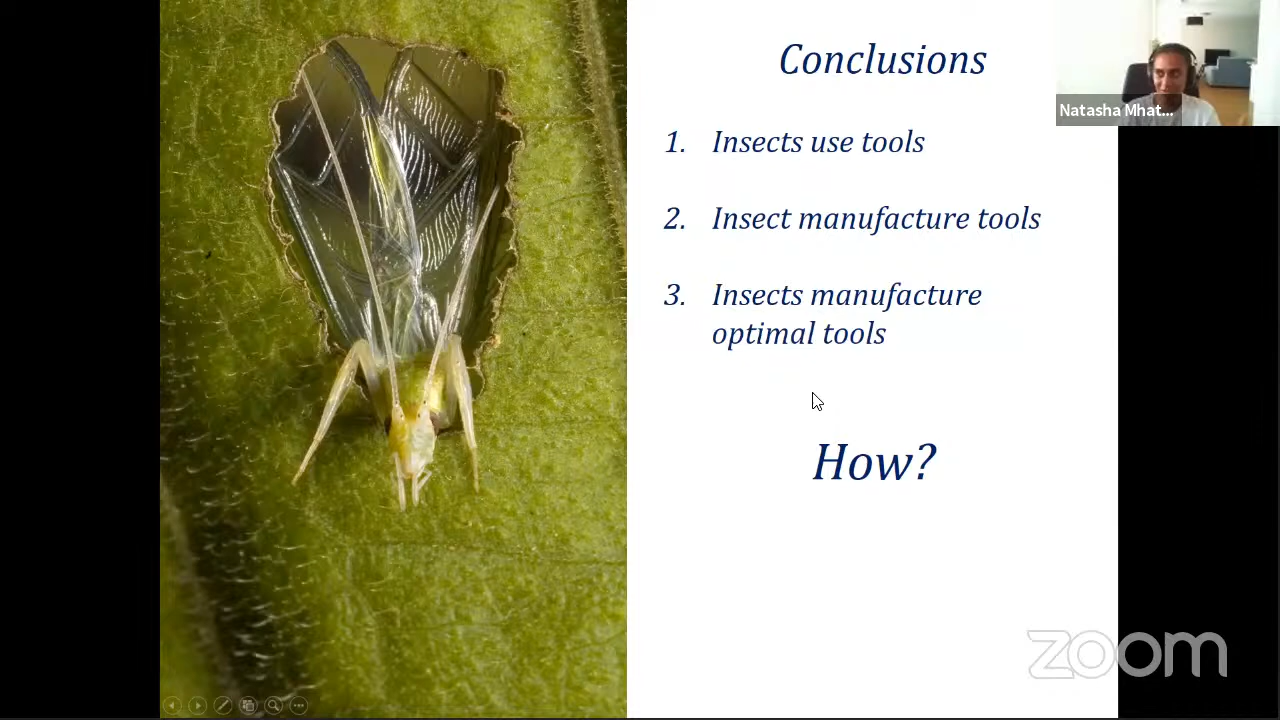 Conclusions
Natasha Mhat...
1. Insects use tools
2. Insect manufacture tools
3. Insects manufacture
optimal tools
How?
zoom